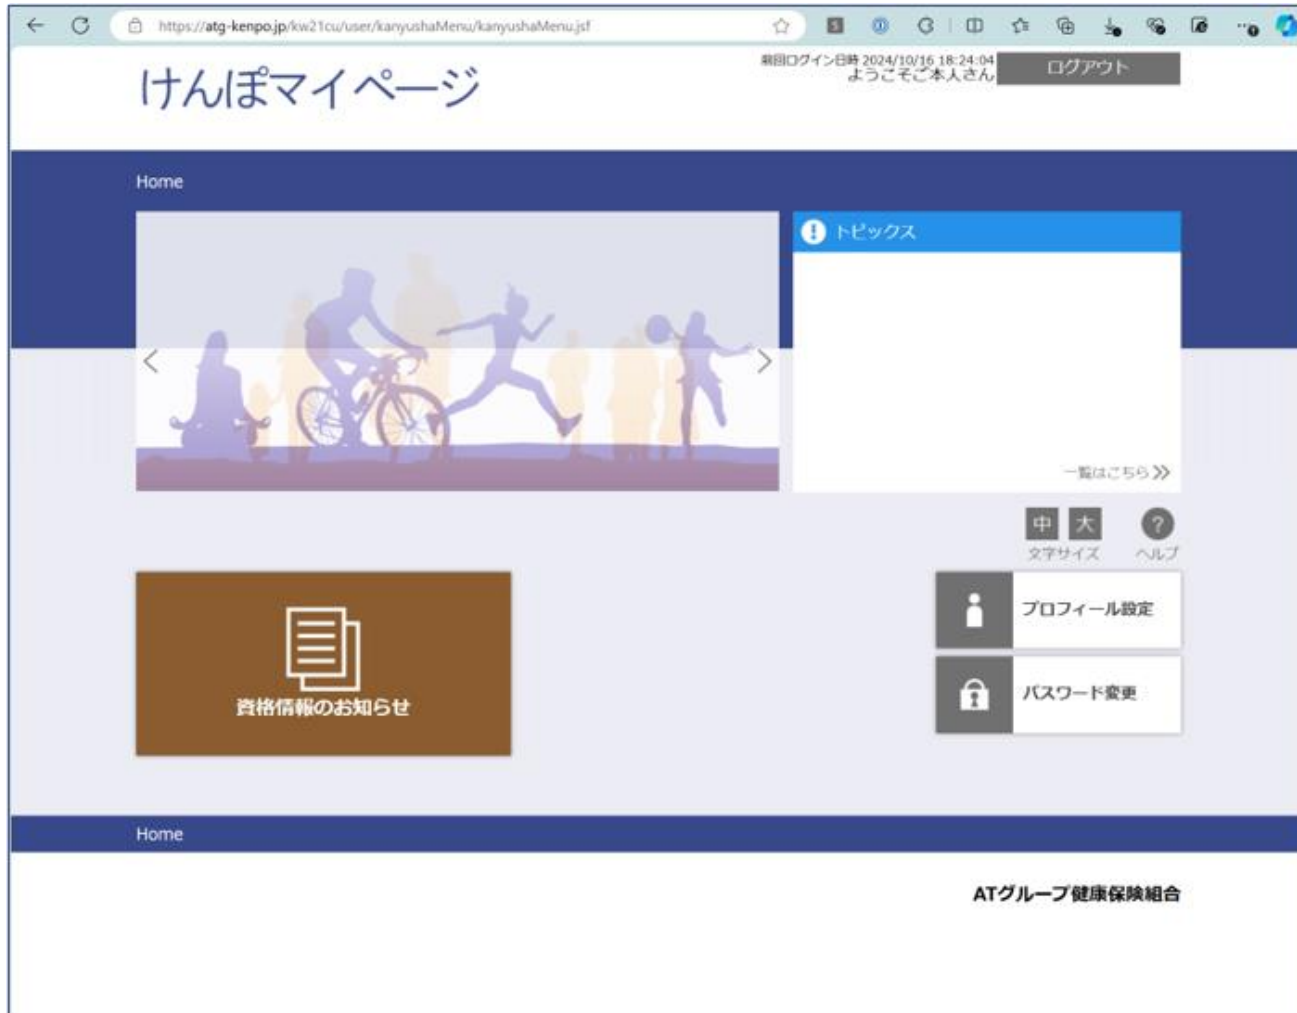 https://atg-kenpo.jp/kw21cu/user/kanyushaMenu/kanyushaMenu.jsf
けんぽマイページ
前回ログイン日時 2024/10/16 18:24:04
ようこそご本人さん
ログアウト
Home
トピックス
一覧はこちら
中 大 ?
文字サイズ ヘルプ
資格情報のお知らせ
プロフィール設定
パスワード変更
Home
ATグループ健康保険組合